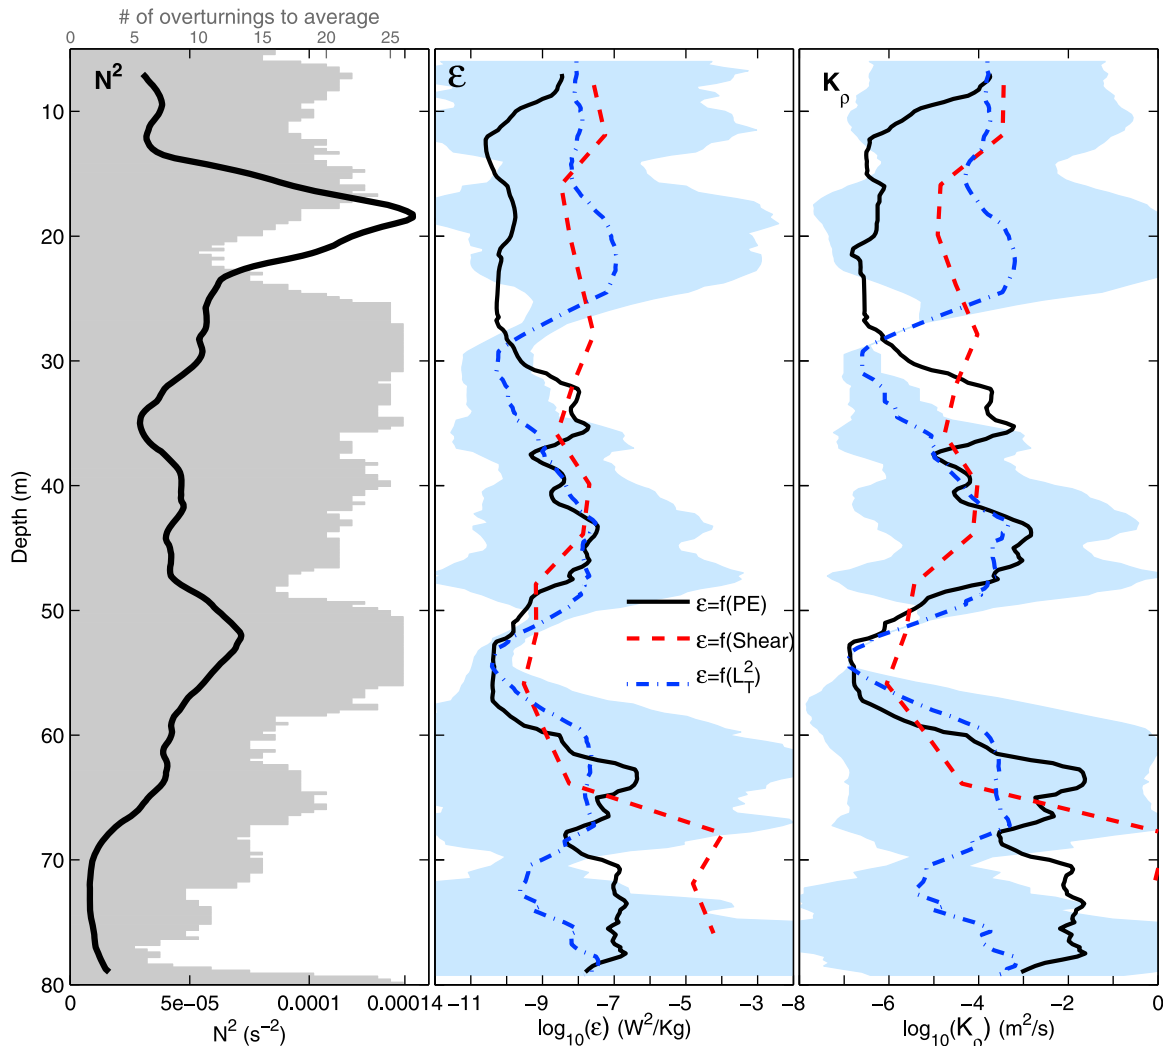 # of overturnings to average
0 5 10 15 20 25
N²
ε
K_ρ
10
20
30
40
50
60
70
80
Depth (m)
ε=f(PE)
ε=f(Shear)
ε=f(L_T²)
0 5e−05 0.0001 0.00014
−11 −9 −7 −5 −3
−8 −6 −4 −2 0
N² (s⁻²)
log₁₀(ε) (W²/Kg)
log₁₀(K_ρ) (m²/s)